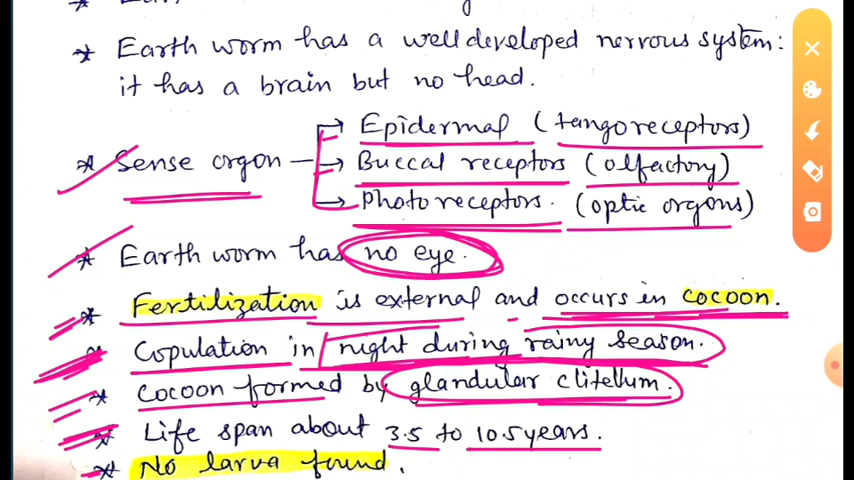 * Earth worm has a well developed nervous system:
it has a brain but no head.
* Sense orgon — → Epidermal (tangoreceptors)
→ Buccal receptors (olfactory)
→ Photoreceptors. (optic orgons)
* Earth worm has no eye.
* Fertilization is external and occurs in cocoon.
* Copulation in night during rainy season.
* Cocoon formed by glandular clitellum.
* Life span about 3.5 to 10.5 years.
* No larva found.